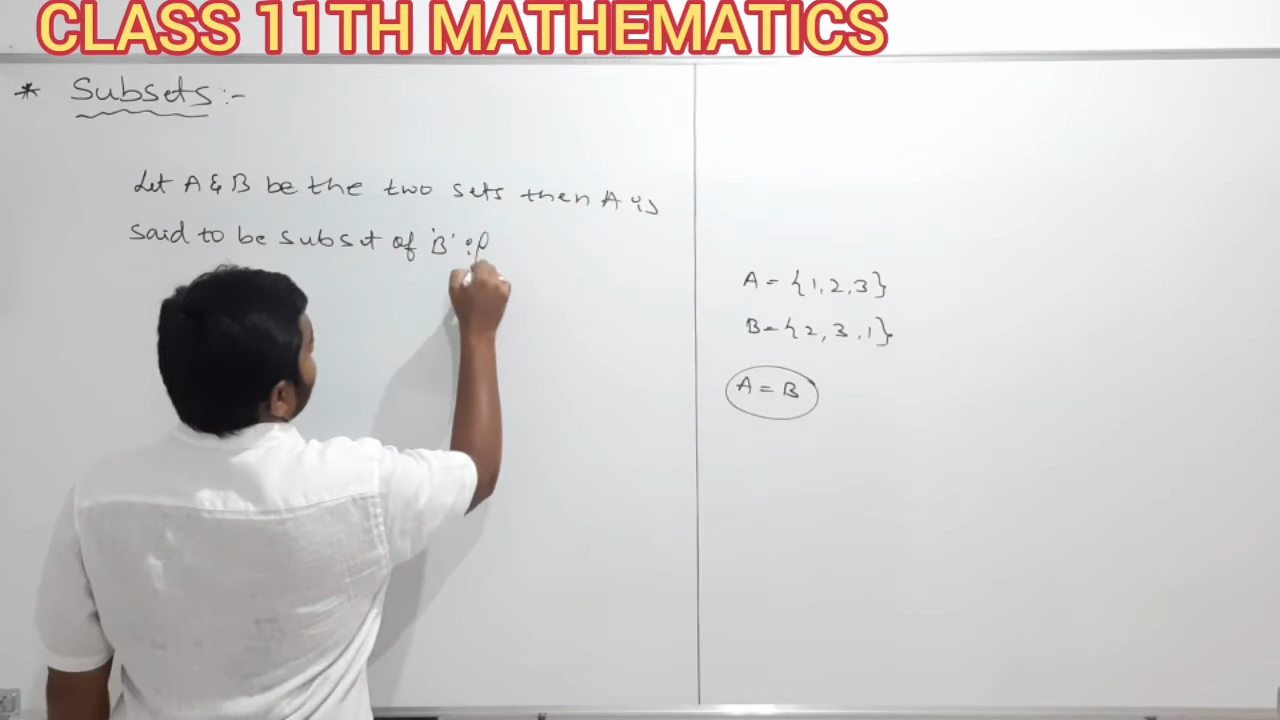 CLASS 11TH MATHEMATICS
* Subsets :-
Let A & B be the two sets then A is
said to be subset of 'B' if
A = {1, 2, 3}
B = {2, 3, 1}
A = B